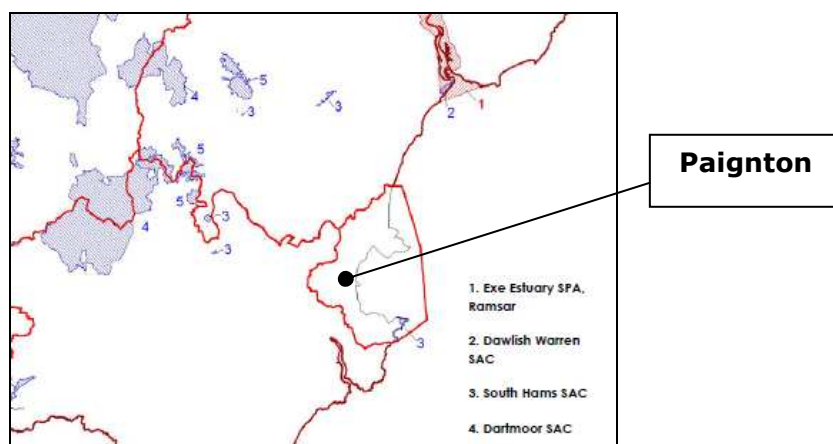 5
4
3
3
2
1
5
5
3
4
3
Paignton
3
1. Exe Estuary SPA,
Ramsar
2. Dawlish Warren
SAC
3. South Hams SAC
4. Dartmoor SAC